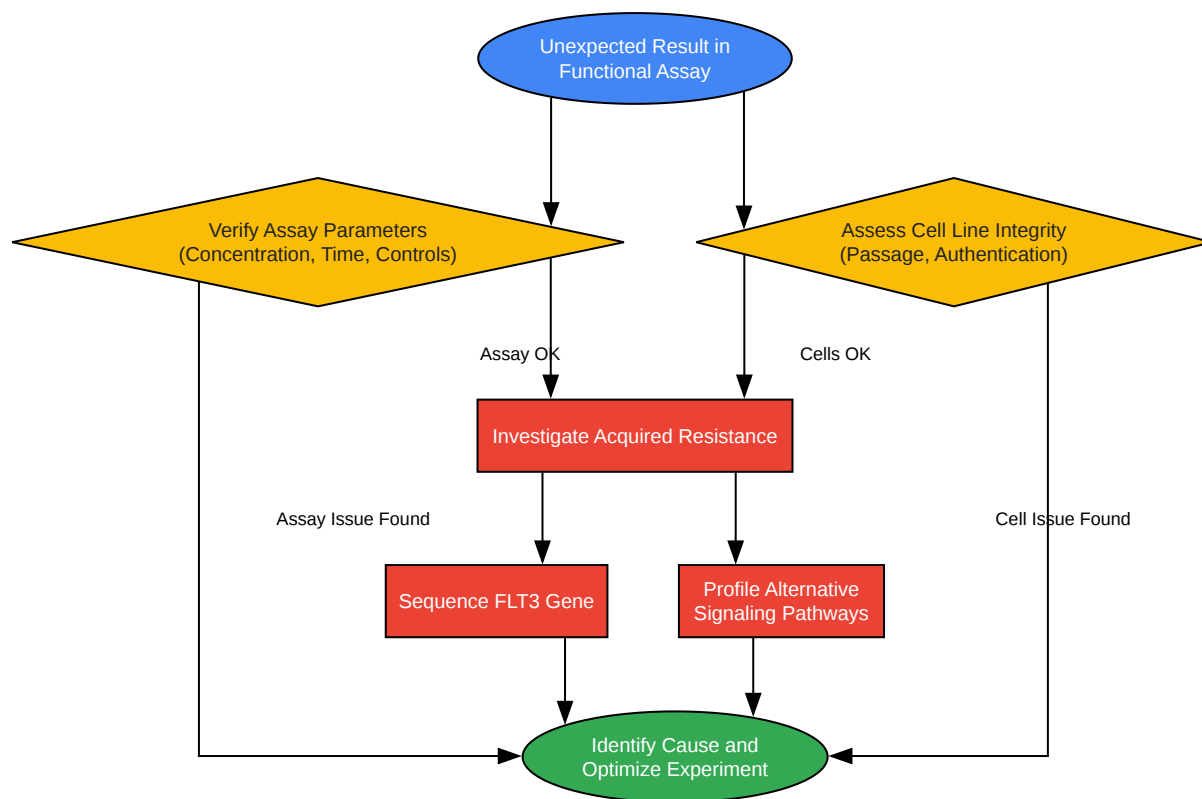 Unexpected Result in
Functional Assay
Verify Assay Parameters
(Concentration, Time, Controls)
Assess Cell Line Integrity
(Passage, Authentication)
Assay OK
Cells OK
Investigate Acquired Resistance
Assay Issue Found
Cell Issue Found
Sequence FLT3 Gene
Profile Alternative
Signaling Pathways
Identify Cause and
Optimize Experiment